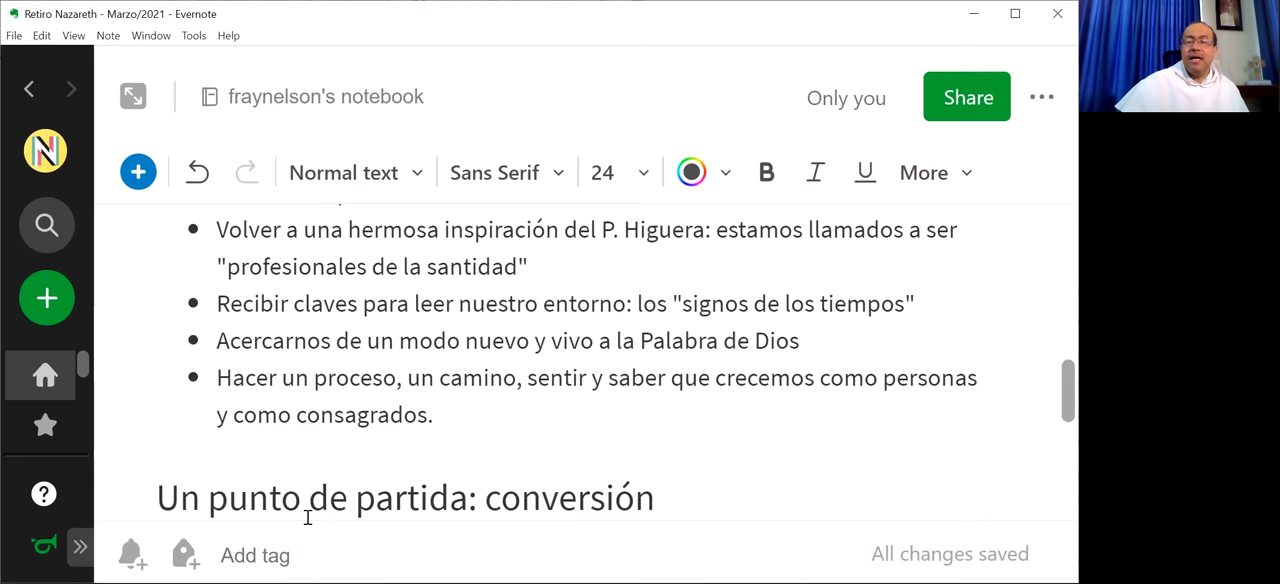 Retiro Nazareth - Marzo/2021 - Evernote
File Edit View Note Window Tools Help
fraynelson's notebook
Only you
Share
Normal text
Sans Serif
24
B I U More
Volver a una hermosa inspiración del P. Higuera: estamos llamados a ser
"profesionales de la santidad"
Recibir claves para leer nuestro entorno: los "signos de los tiempos"
Acercarnos de un modo nuevo y vivo a la Palabra de Dios
Hacer un proceso, un camino, sentir y saber que crecemos como personas
y como consagrados.
Un punto de partida: conversión
Add tag
All changes saved